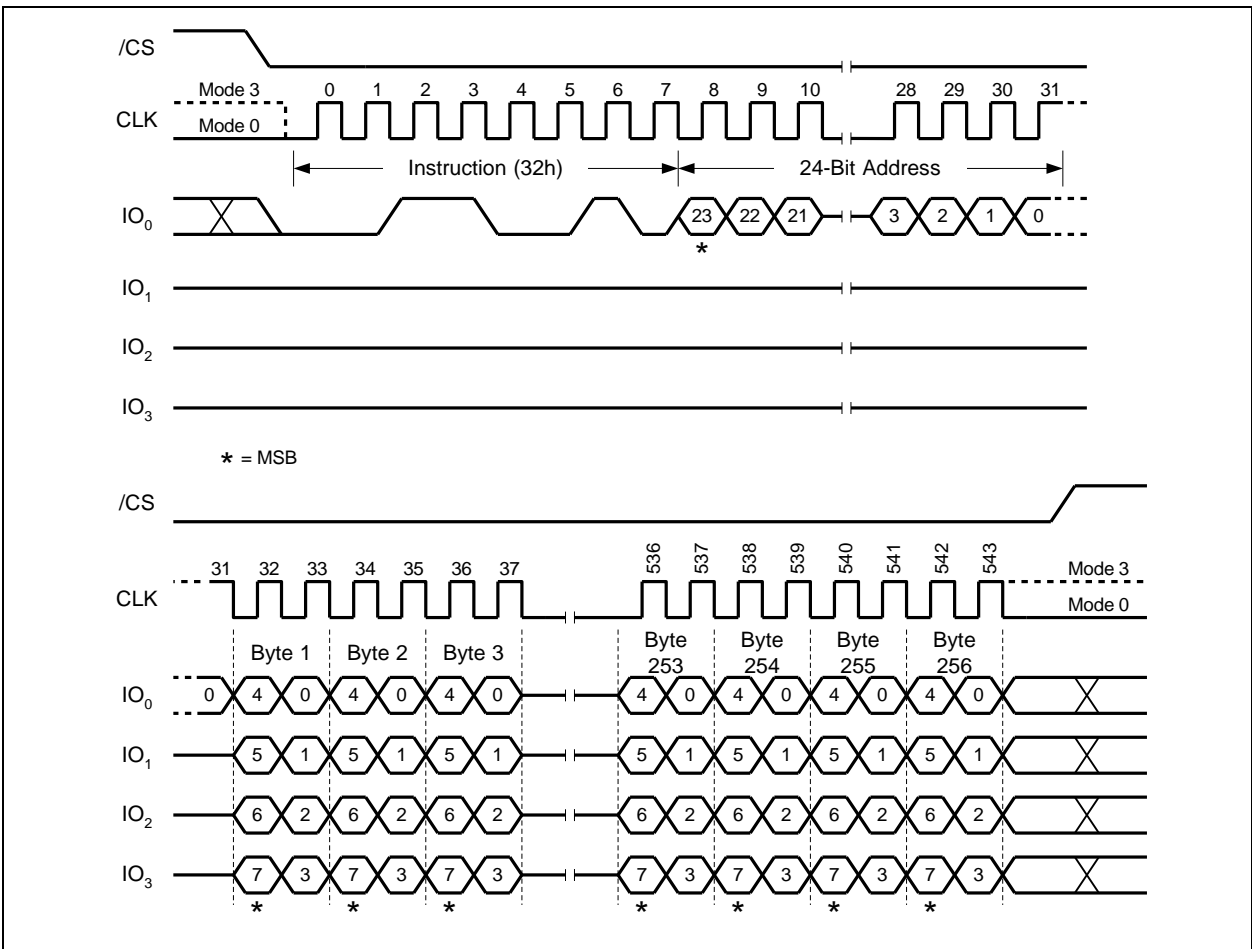 /CS
Mode 3 0 1 2 3 4 5 6 7 8 9 10 28 29 30 31
CLK
Mode 0
Instruction (32h) 24-Bit Address
IO0 23 22 21 3 2 1 0
*
IO1
IO2
IO3
* = MSB
/CS
31 32 33 34 35 36 37 536 537 538 539 540 541 542 543 Mode 3
CLK
Mode 0
Byte 1 Byte 2 Byte 3 Byte 253 Byte 254 Byte 255 Byte 256
IO0 0 4 0 4 0 4 0 4 0 4 0 4 0 4 0
IO1 5 1 5 1 5 1 5 1 5 1 5 1 5 1
IO2 6 2 6 2 6 2 6 2 6 2 6 2 6 2
IO3 7 3 7 3 7 3 7 3 7 3 7 3 7 3
* * * * * * *